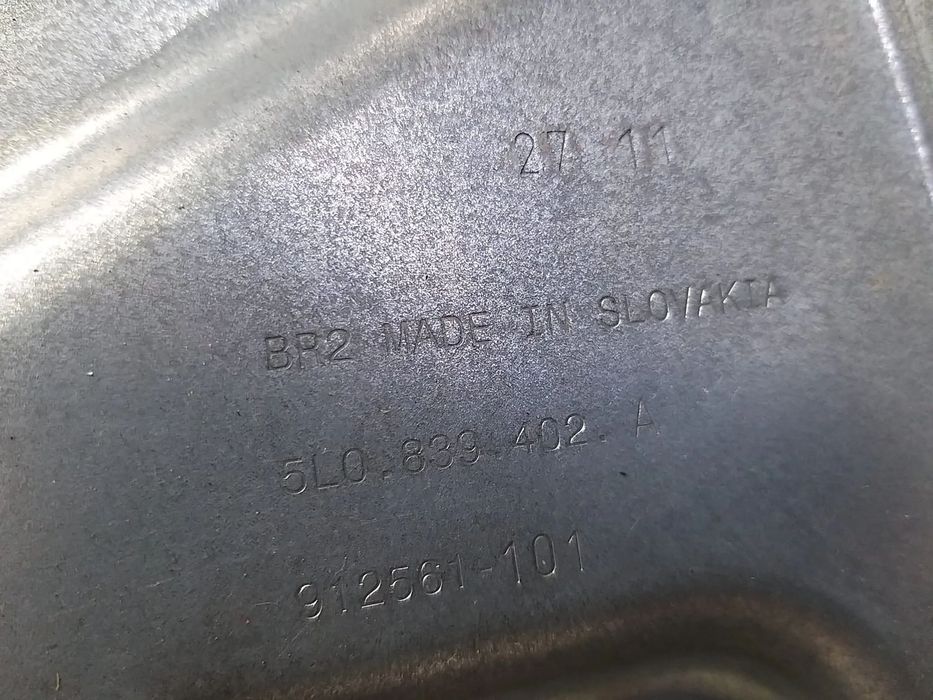 27 11
BR2 MADE IN SLOVAKIA
5L0.839.402. A
912561-101